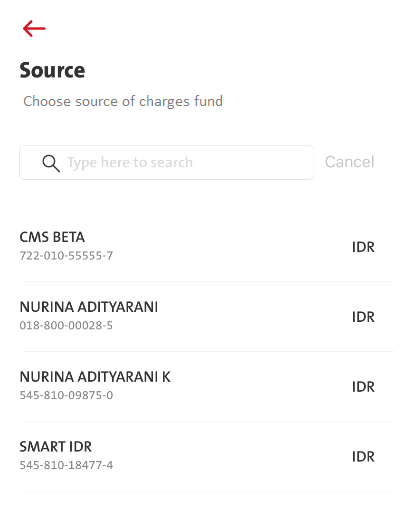 Source
Choose source of charges fund
Type here to search
Cancel
CMS BETA
IDR
722-010-55555-7
NURINA ADITYARANI
IDR
018-800-00028-5
NURINA ADITYARANI K
IDR
545-810-09875-0
SMART IDR
IDR
545-810-18477-4